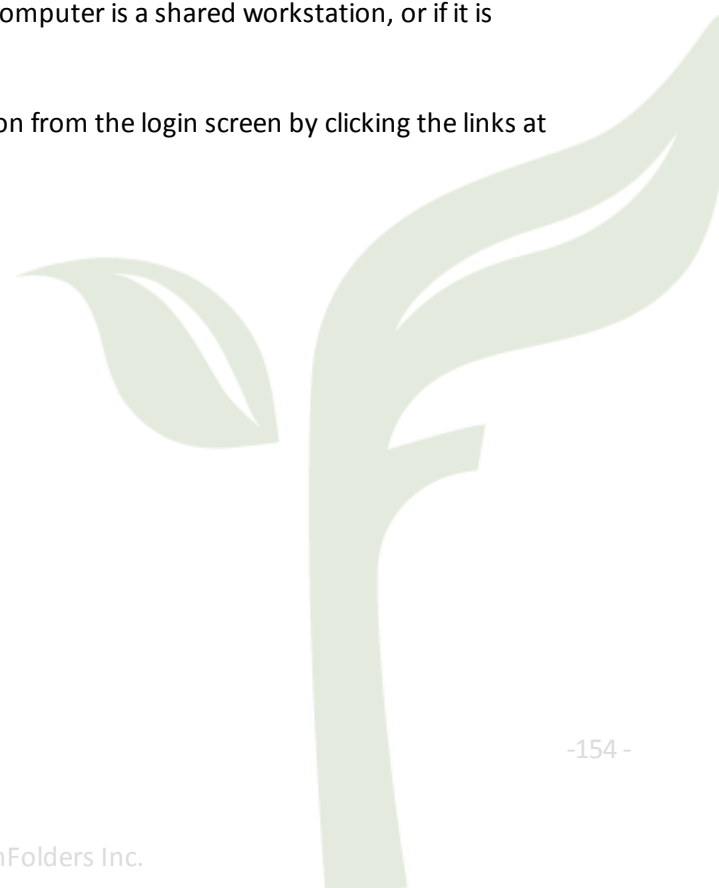 omputer is a shared workstation, or if it is
on from the login screen by clicking the links at
-154 -
nFolders Inc.